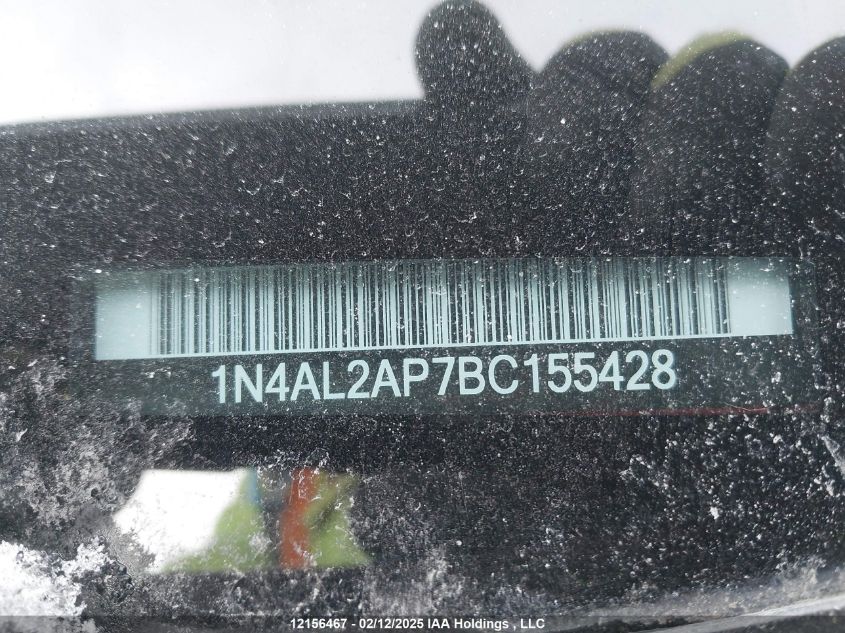 1N4AL2AP7BC155428
12156467 - 02/12/2025 IAA Holdings , LLC